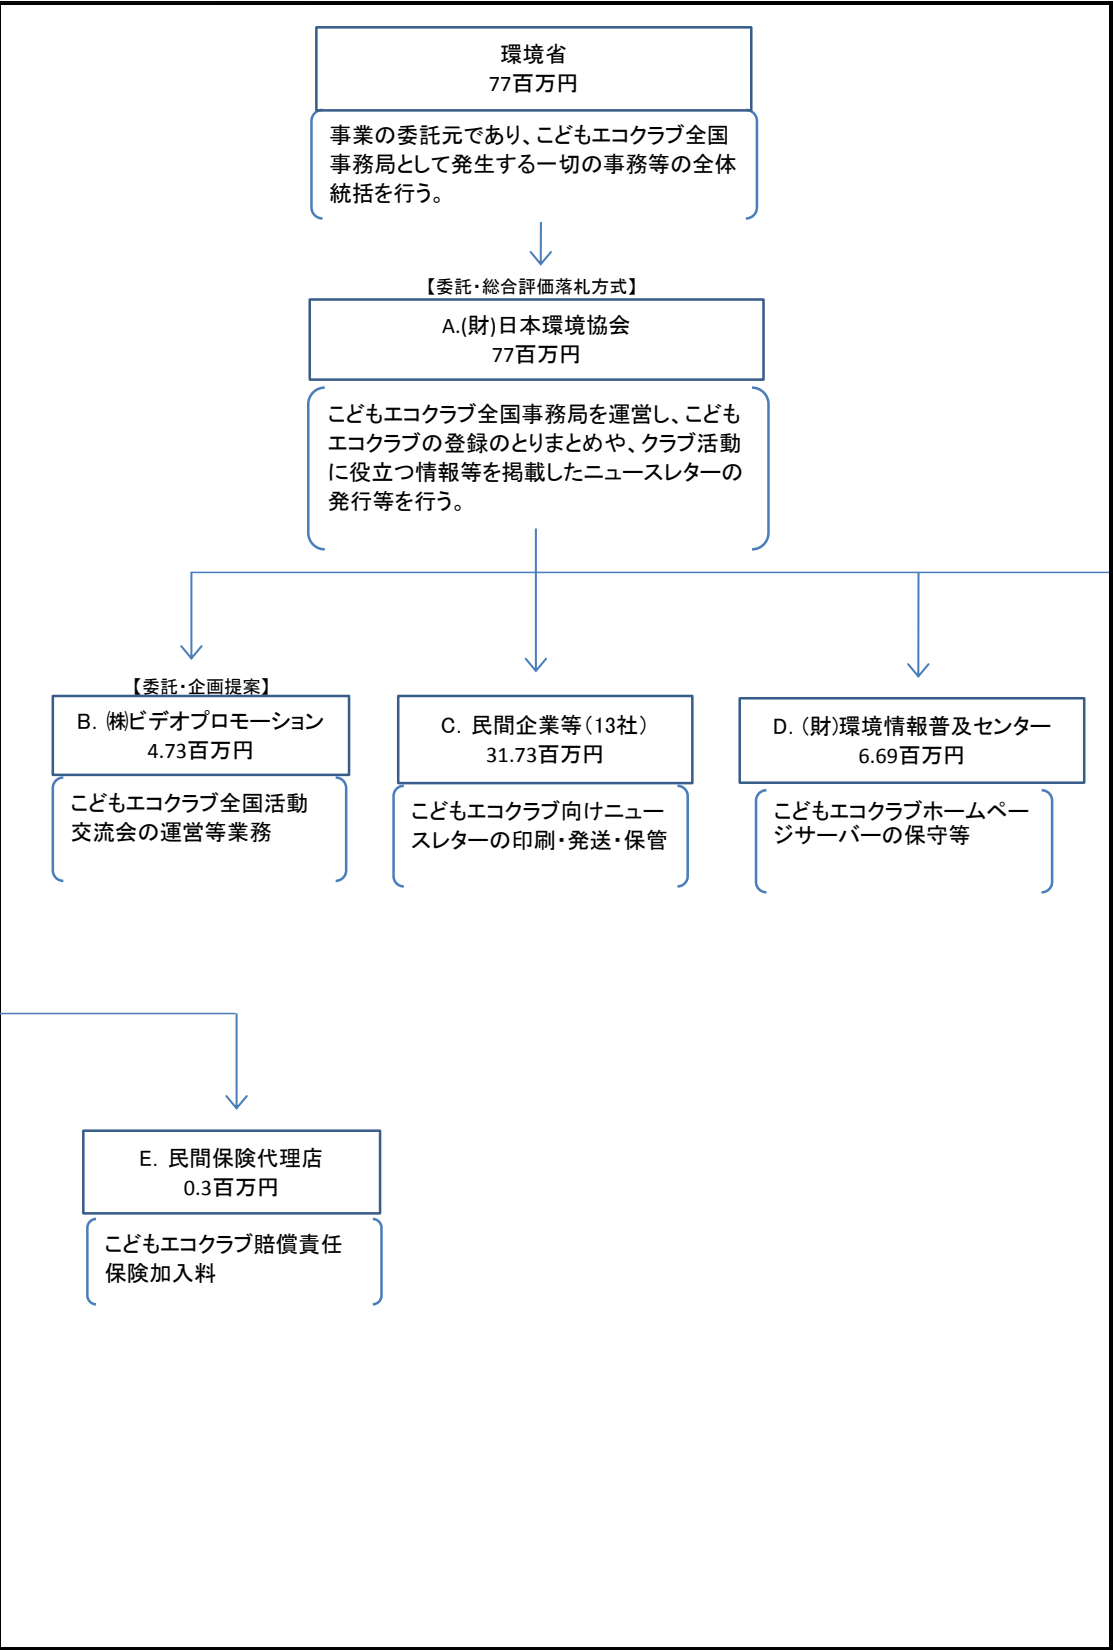 環境省
77百万円
事業の委託元であり、こどもエコクラブ全国
事務局として発生する一切の事務等の全体
統括を行う。
【委託・総合評価落札方式】
A.(財)日本環境協会
77百万円
こどもエコクラブ全国事務局を運営し、こども
エコクラブの登録のとりまとめや、クラブ活動
に役立つ情報等を掲載したニュースレターの
発行等を行う。
【委託・企画提案】
B. ㈱ビデオプロモーション
4.73百万円
こどもエコクラブ全国活動
交流会の運営等業務
C. 民間企業等(13社)
31.73百万円
こどもエコクラブ向けニュー
スレターの印刷・発送・保管
D. (財)環境情報普及センター
6.69百万円
こどもエコクラブホームペー
ジサーバーの保守等
E. 民間保険代理店
0.3百万円
こどもエコクラブ賠償責任
保険加入料